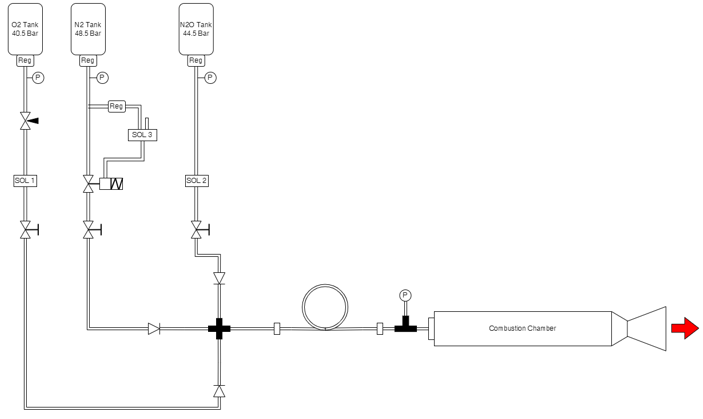 O2 Tank
40.5 Bar
N2 Tank
48.5 Bar
N2O Tank
44.5 Bar
Reg
Reg
Reg
P
P
P
Reg
SOL 3
SOL 1
SOL 2
P
Combustion Chamber